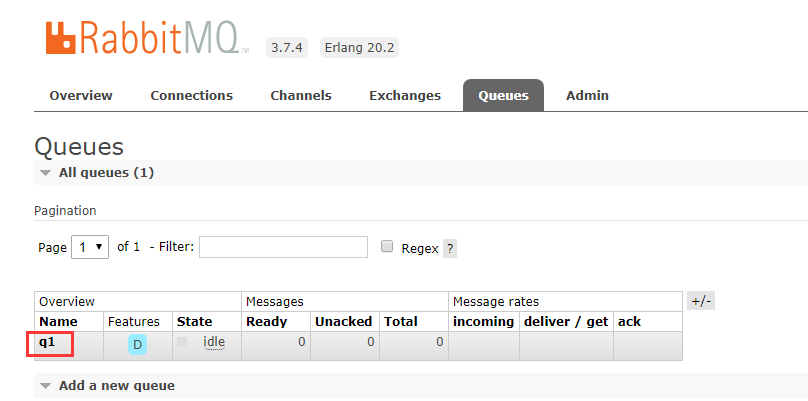 RabbitMQ™ 3.7.4 Erlang 20.2
Overview Connections Channels Exchanges Queues Admin
Queues
All queues (1)
Pagination
Page 1 of 1 - Filter: Regex ?
Overview Messages Message rates +/-
Name Features State Ready Unacked Total incoming deliver / get ack
q1 D idle 0 0 0
Add a new queue